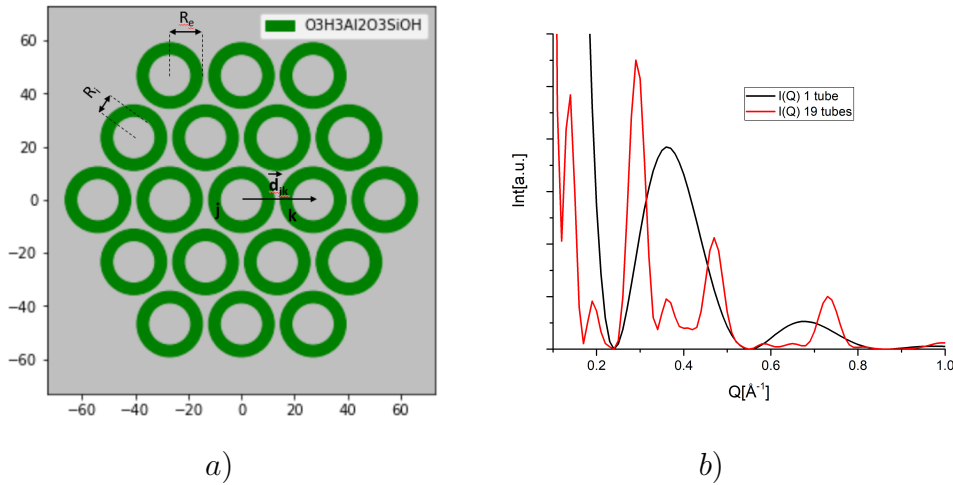 R_e
O3H3Al2O3SiOH
R_i
60
40
20
0
−20
−40
−60
d_jk
j
k
−60 −40 −20 0 20 40 60
a)
I(Q) 1 tube
I(Q) 19 tubes
Int[a.u.]
0.2 0.4 0.6 0.8 1.0
Q[Å⁻¹]
b)